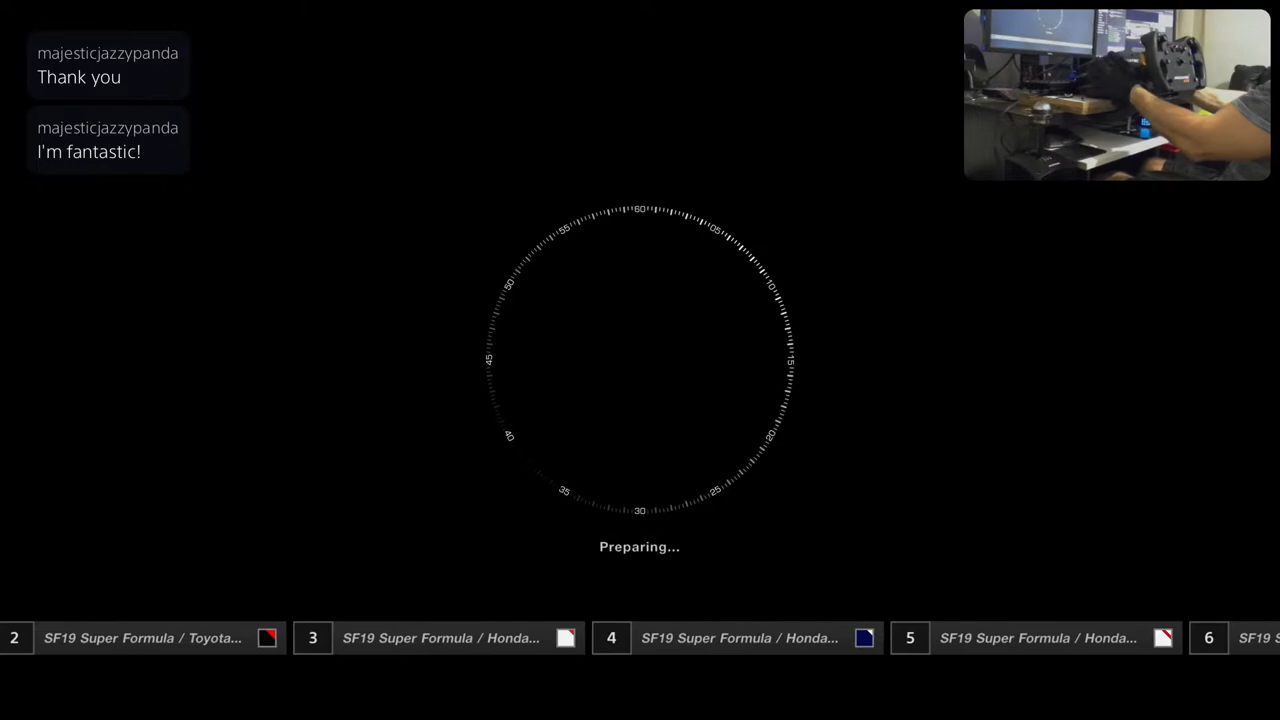 majesticjazzypanda
Thank you
majesticjazzypanda
I'm fantastic!
60
05
10
15
20
25
30
35
40
45
50
55
Preparing...
2 SF19 Super Formula / Toyota...
3 SF19 Super Formula / Honda...
4 SF19 Super Formula / Honda...
5 SF19 Super Formula / Honda...
6 SF19 S